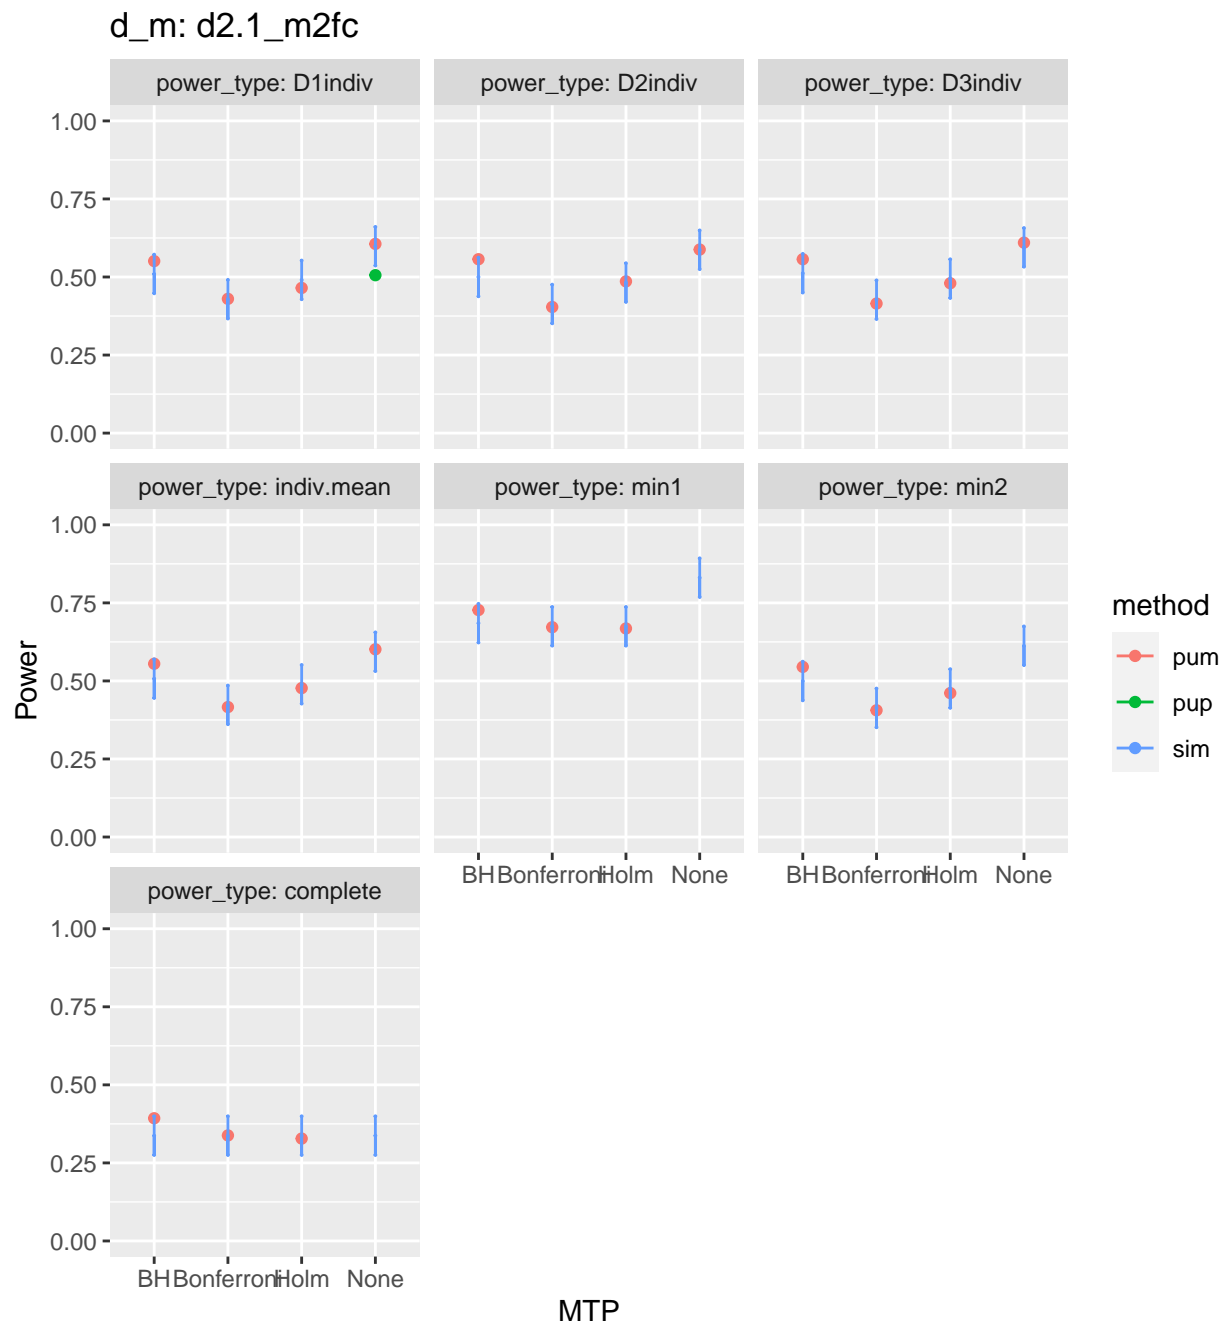 d_m: d2.1_m2fc
power_type: D1indiv
power_type: D2indiv
power_type: D3indiv
1.00
0.75
0.50
0.25
0.00
power_type: indiv.mean
power_type: min1
power_type: min2
1.00
0.75
0.50
0.25
0.00
BH Bonferroni Holm None
BH Bonferroni Holm None
power_type: complete
1.00
0.75
0.50
0.25
0.00
BH Bonferroni Holm None
Power
MTP
method
pum
pup
sim